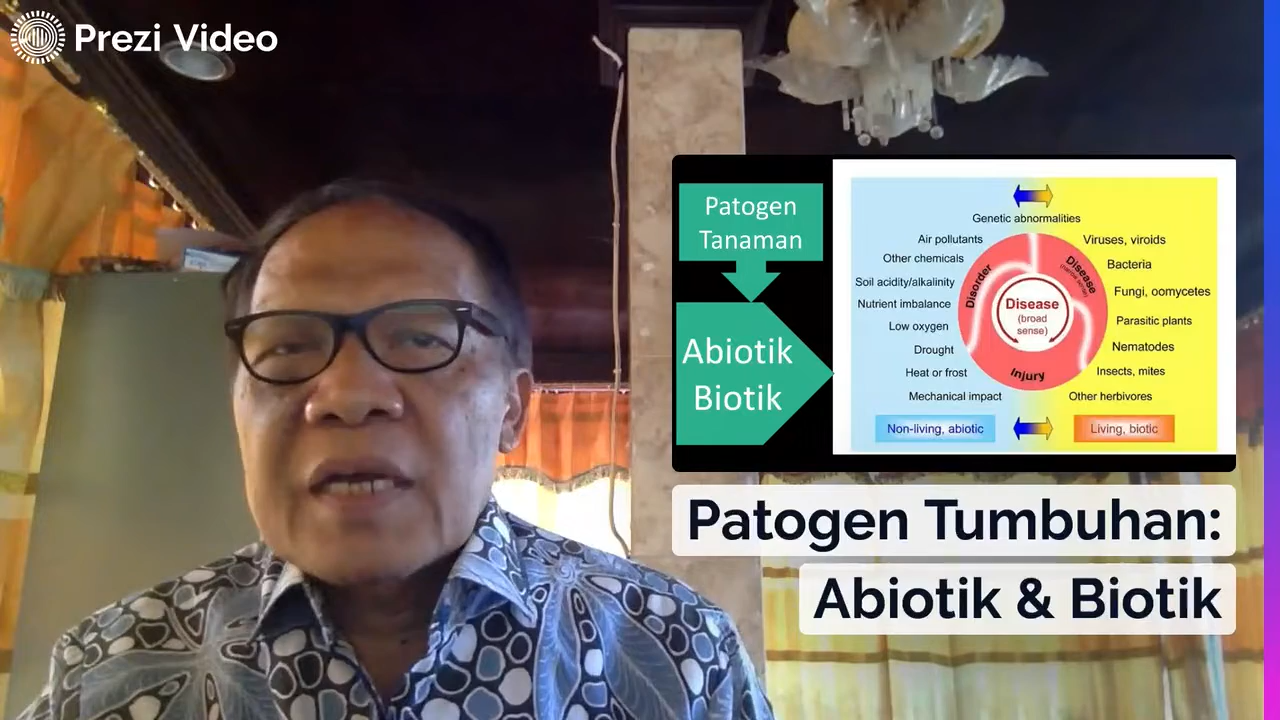 Prezi Video
Patogen
Tanaman
Abiotik
Biotik
Genetic abnormalities
Air pollutants
Other chemicals
Soil acidity/alkalinity
Nutrient imbalance
Low oxygen
Drought
Heat or frost
Mechanical impact
Non-living, abiotic
Disorder
Disease
(narrow sense)
Injury
Disease
(broad
sense)
Viruses, viroids
Bacteria
Fungi, oomycetes
Parasitic plants
Nematodes
Insects, mites
Other herbivores
Living, biotic
Patogen Tumbuhan:
Abiotik & Biotik